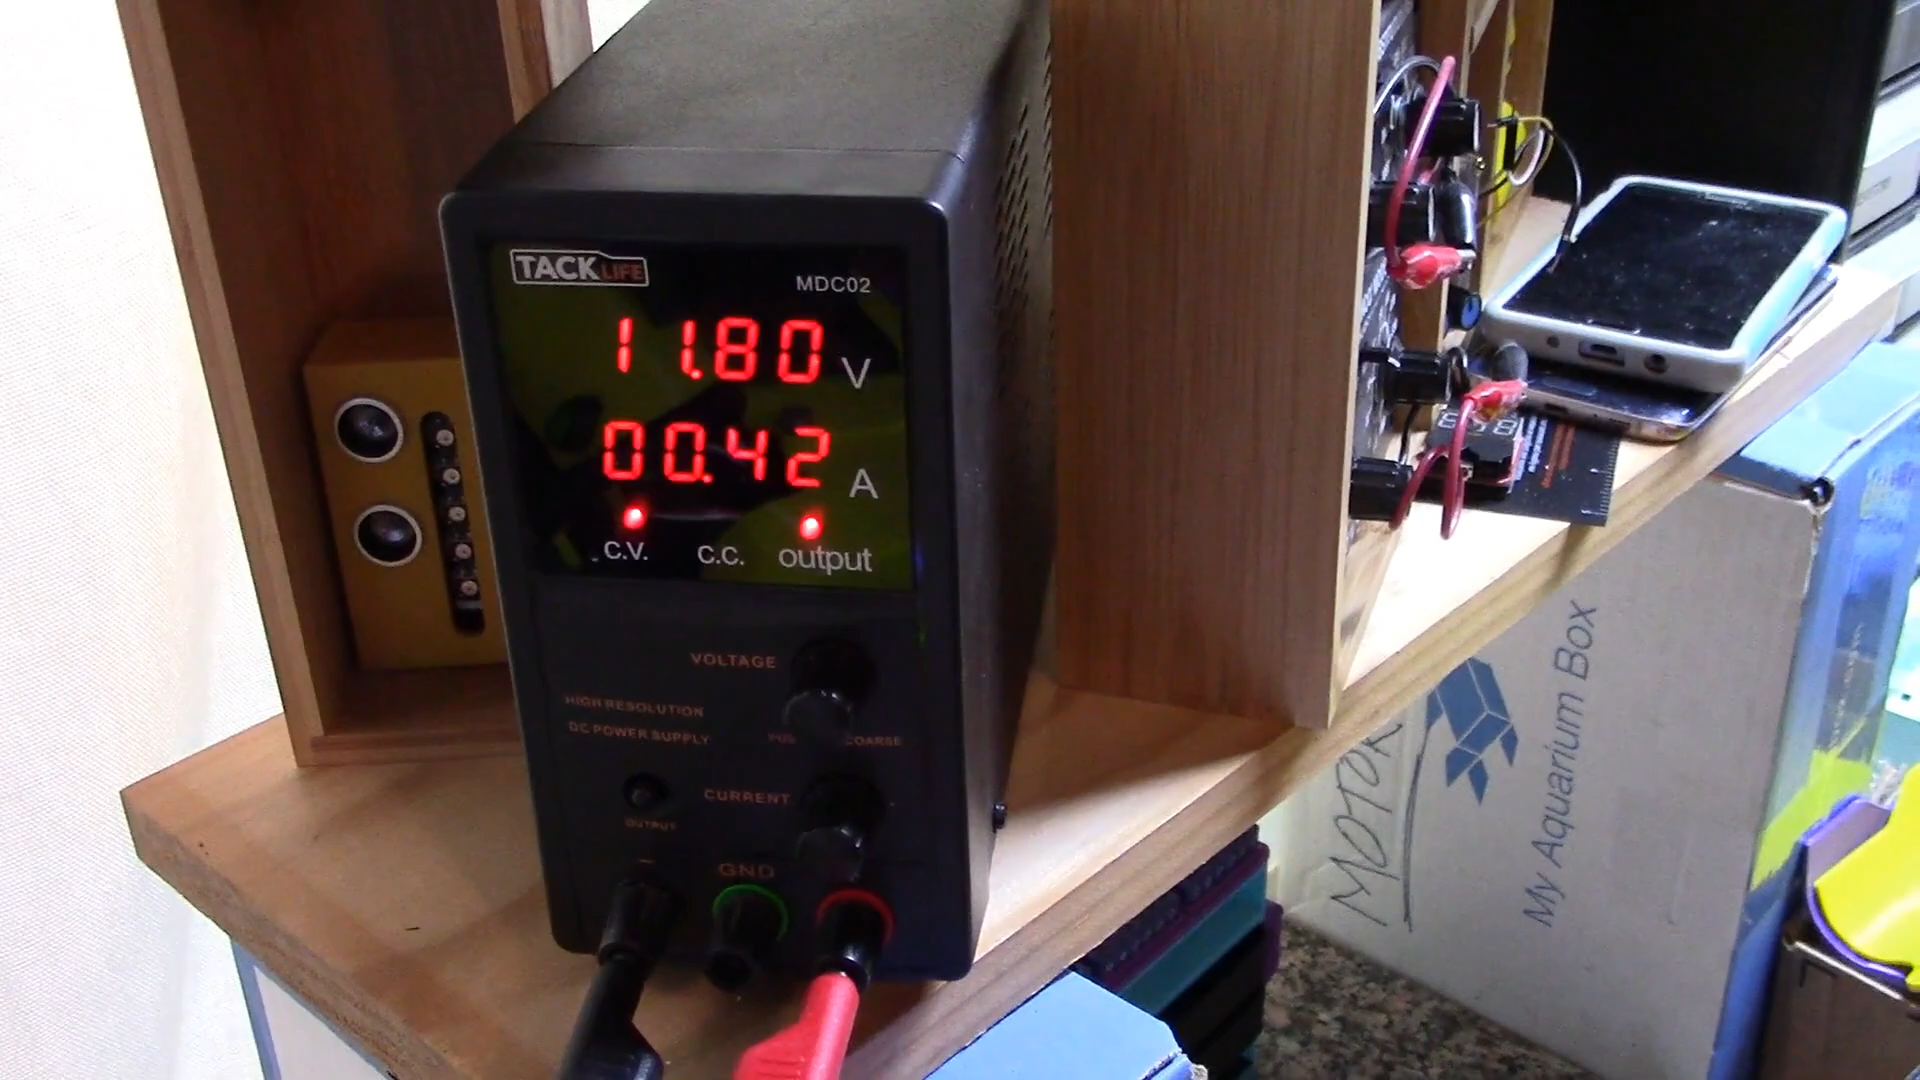 TACKLIFE
MDC02
11.80 V
00.42 A
C.V. C.C. output
VOLTAGE
HIGH RESOLUTION
DC POWER SUPPLY
COARSE
CURRENT
OUTPUT
GND
MOTOR
My Aquarium Box